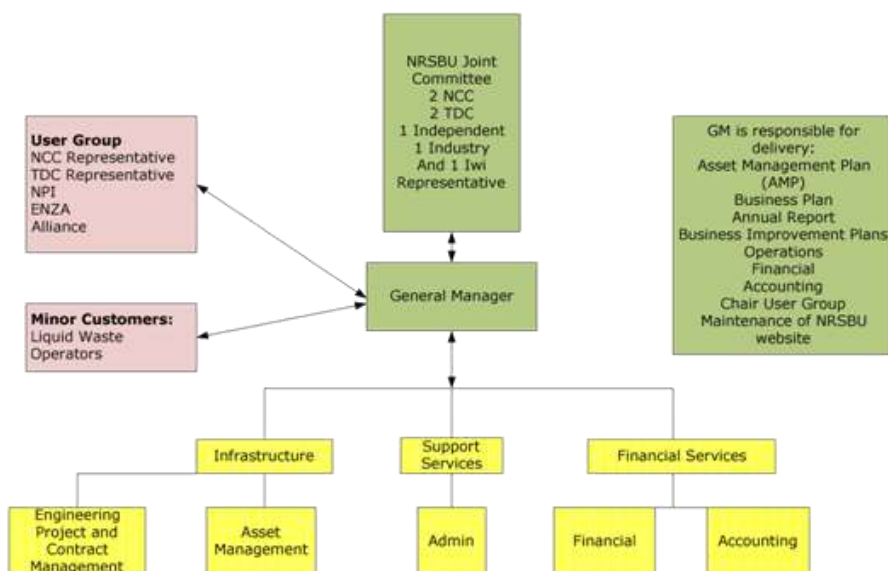 NRSBU Joint
Committee
2 NCC
2 TDC
1 Independent
1 Industry
And 1 Iwi
Representative
User Group
NCC Representative
TDC Representative
NPI
ENZA
Alliance
GM is responsible for
delivery:
Asset Management Plan
(AMP)
Business Plan
Annual Report
Business Improvement Plans
Operations
Financial
Accounting
Chair User Group
Maintenance of NRSBU
website
General Manager
Minor Customers:
Liquid Waste
Operators
Infrastructure
Support
Services
Financial Services
Engineering
Project and
Contract
Management
Asset
Management
Admin
Financial
Accounting